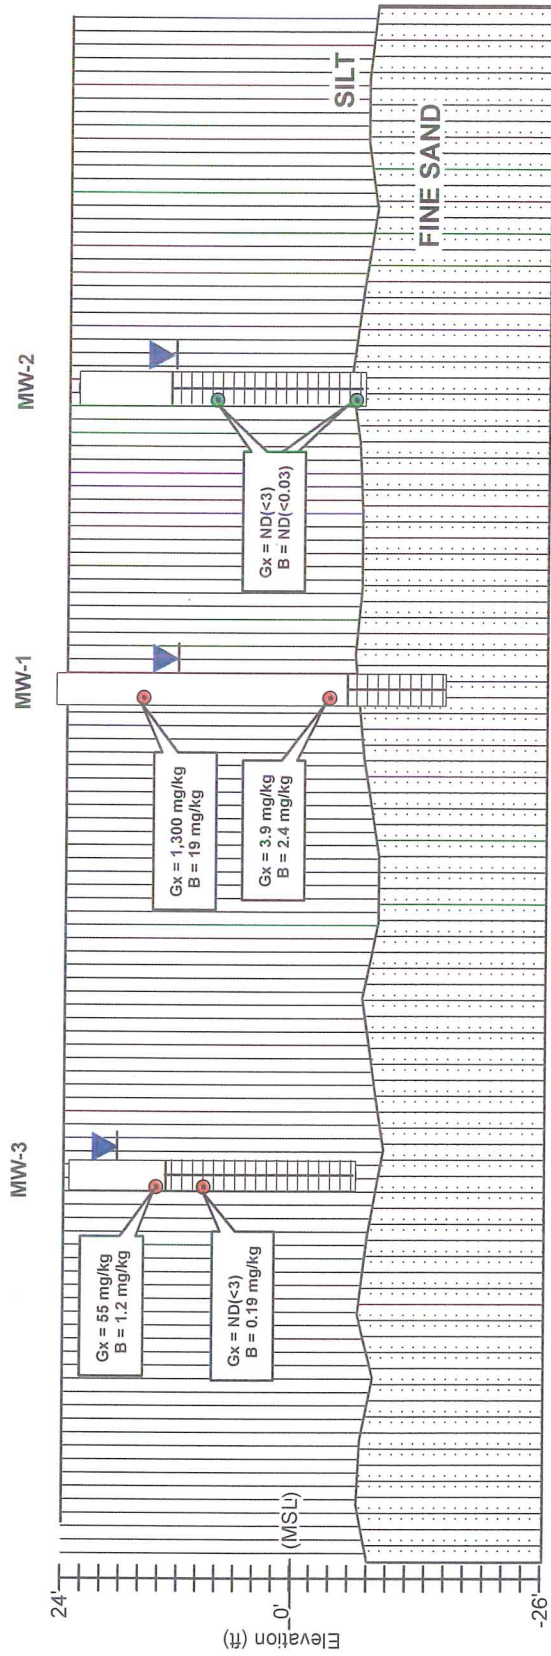 MW-3
MW-1
MW-2
24'
0'
-26'
Elevation (ft)
(MSL)
Gx = 55 mg/kg
B = 1.2 mg/kg
Gx = ND(<3)
B = 0.19 mg/kg
Gx = 1,300 mg/kg
B = 19 mg/kg
Gx = 3.9 mg/kg
B = 2.4 mg/kg
Gx = ND(<3)
B = ND(<0.03)
SILT
FINE SAND